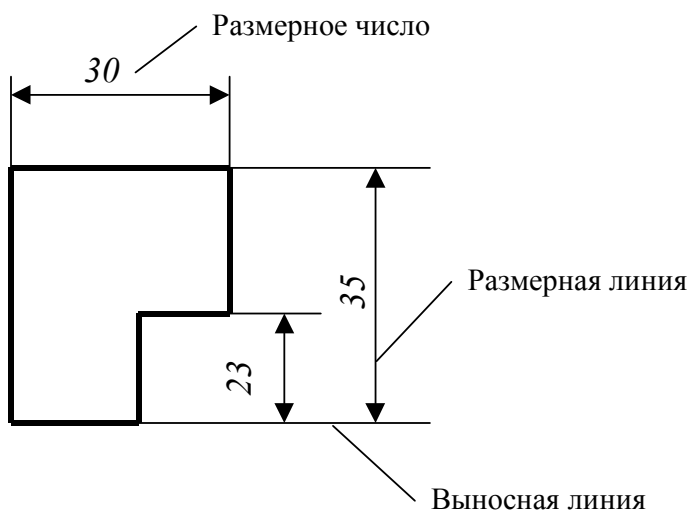 Размерное число
30
35
Размерная линия
23
Выносная линия